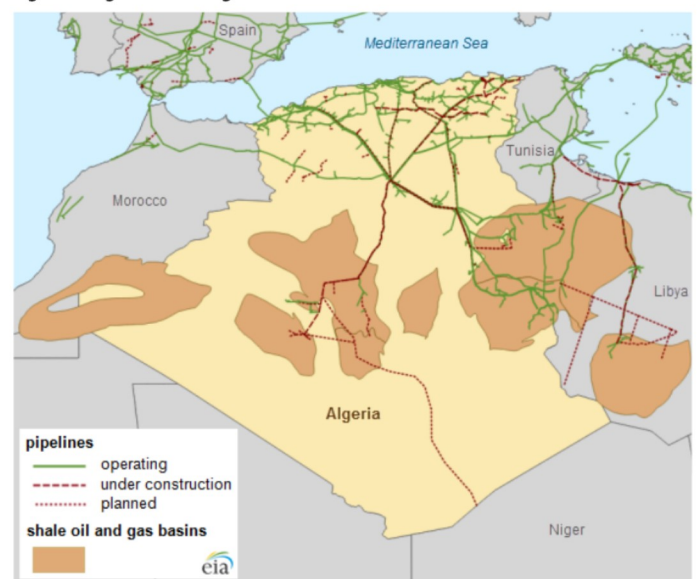 Spain
Mediterranean Sea
Tunisia
Morocco
Libya
Algeria
Niger
pipelines
operating
under construction
planned
shale oil and gas basins
eia